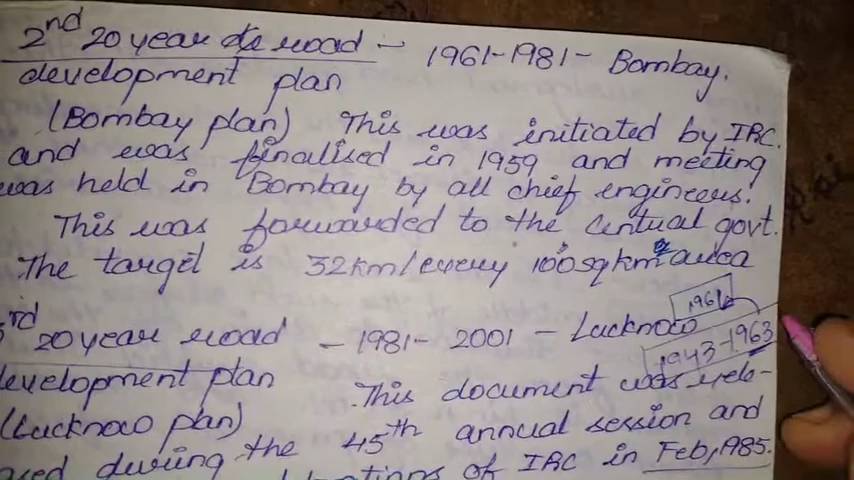 2nd 20 year de road - 1961-1981 - Bombay.
development plan
(Bombay plan) This was initiated by IRC.
and was finalised in 1959 and meeting
was held in Bombay by all chief engineers.
This was forwarded to the central govt.
The target is 32km/every 100sqkm area
1961
3rd 20 year road - 1981-2001 - Lucknow
1943-1963
development plan This document was rele-
(Lucknow plan)
ased during the 45th annual session and
of IRC in Feb, 1985.